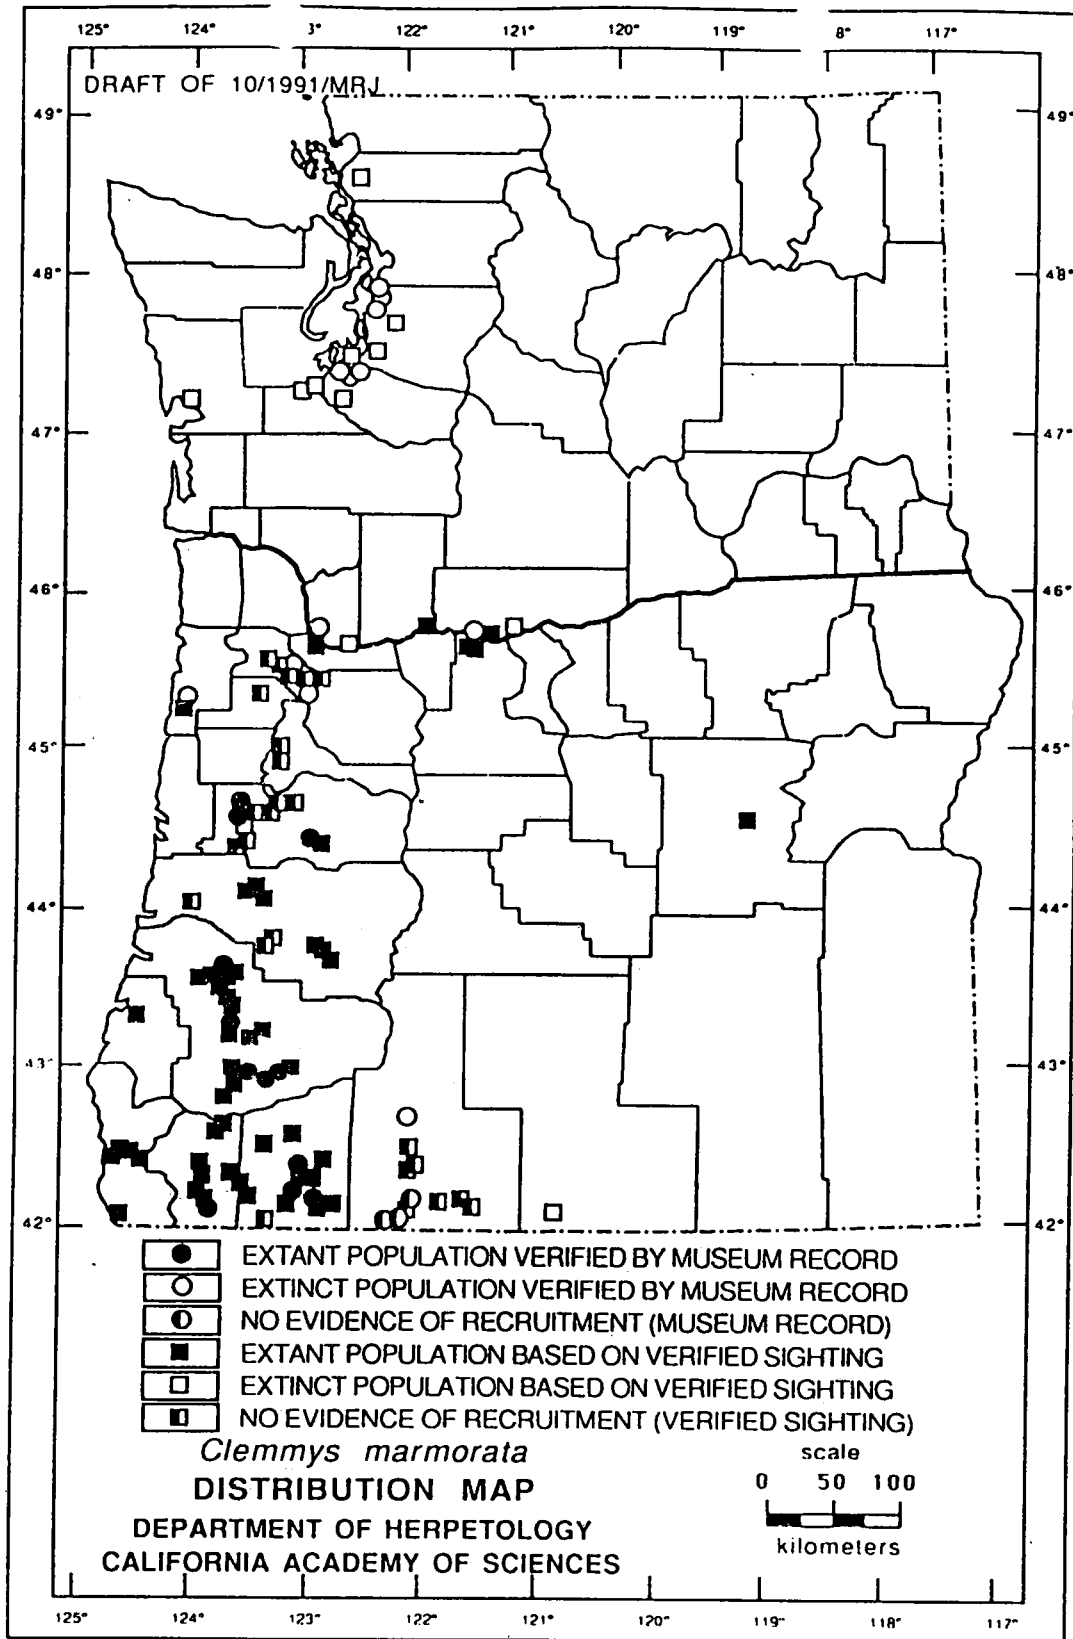 125° 124° 3° 122° 121° 120° 8° 117°
DRAFT OF 10/1991/MRJ
49° 49°
48° 48°
47° 47°
46° 46°
45° 45°
44° 44°
43° 43°
42° 42°
EXTANT POPULATION VERIFIED BY MUSEUM RECORD
EXTINCT POPULATION VERIFIED BY MUSEUM RECORD
NO EVIDENCE OF RECRUITMENT (MUSEUM RECORD)
EXTANT POPULATION BASED ON VERIFIED SIGHTING
EXTINCT POPULATION BASED ON VERIFIED SIGHTING
NO EVIDENCE OF RECRUITMENT (VERIFIED SIGHTING)
Clemmys marmorata
DISTRIBUTION MAP
DEPARTMENT OF HERPETOLOGY
CALIFORNIA ACADEMY OF SCIENCES
scale
0 50 100
kilometers
125° 124° 123° 122° 121° 120° 119° 118° 117°